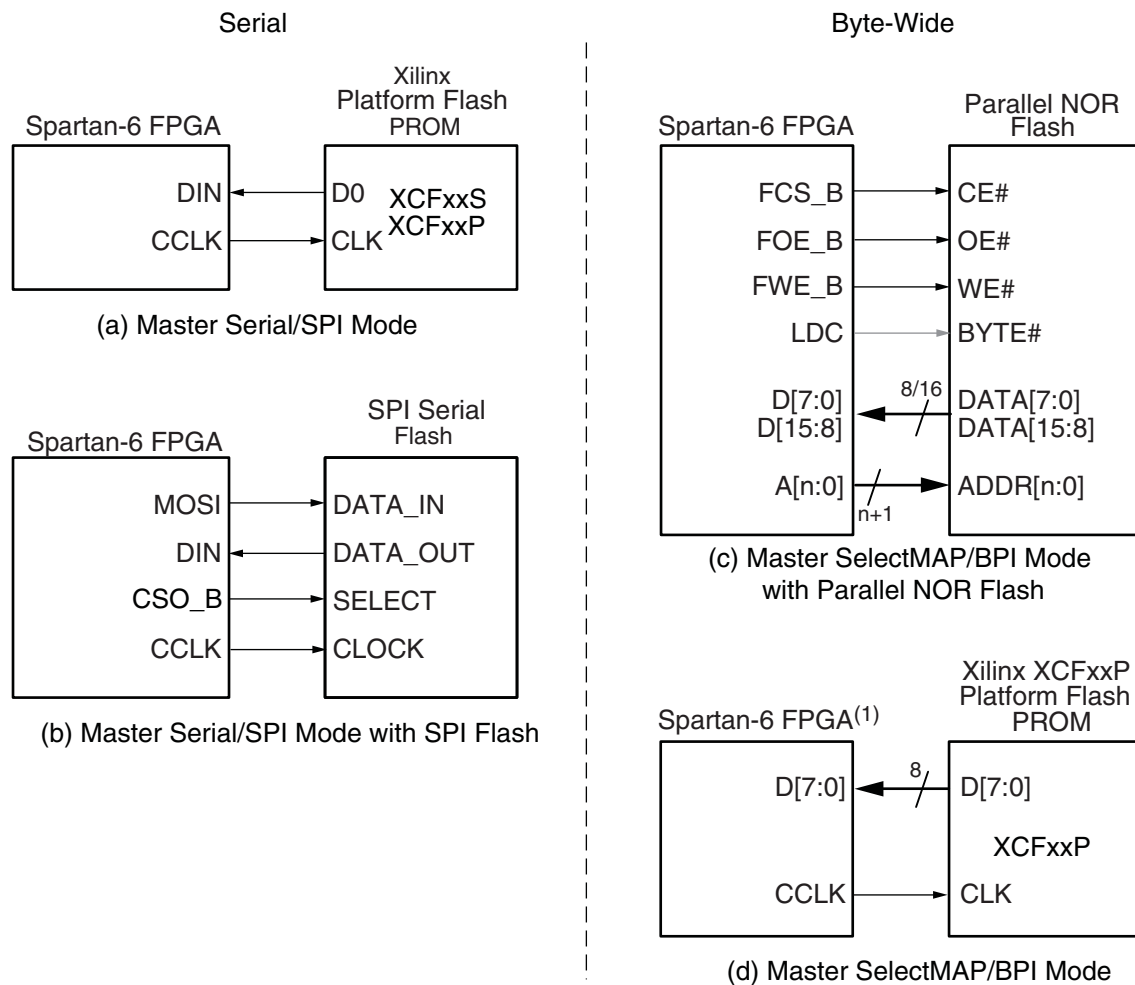 Serial
Xilinx
Platform Flash
PROM
Spartan-6 FPGA
DIN
D0
XCFxxS
XCFxxP
CCLK
CLK
(a) Master Serial/SPI Mode
SPI Serial
Flash
Spartan-6 FPGA
MOSI
DATA_IN
DIN
DATA_OUT
CSO_B
SELECT
CCLK
CLOCK
(b) Master Serial/SPI Mode with SPI Flash
Byte-Wide
Parallel NOR
Flash
Spartan-6 FPGA
FCS_B
CE#
FOE_B
OE#
FWE_B
WE#
LDC
BYTE#
8/16
D[7:0]
DATA[7:0]
D[15:8]
DATA[15:8]
A[n:0]
n+1
ADDR[n:0]
(c) Master SelectMAP/BPI Mode
with Parallel NOR Flash
Xilinx XCFxxP
Platform Flash
PROM
Spartan-6 FPGA(1)
D[7:0]
8
D[7:0]
XCFxxP
CCLK
CLK
(d) Master SelectMAP/BPI Mode